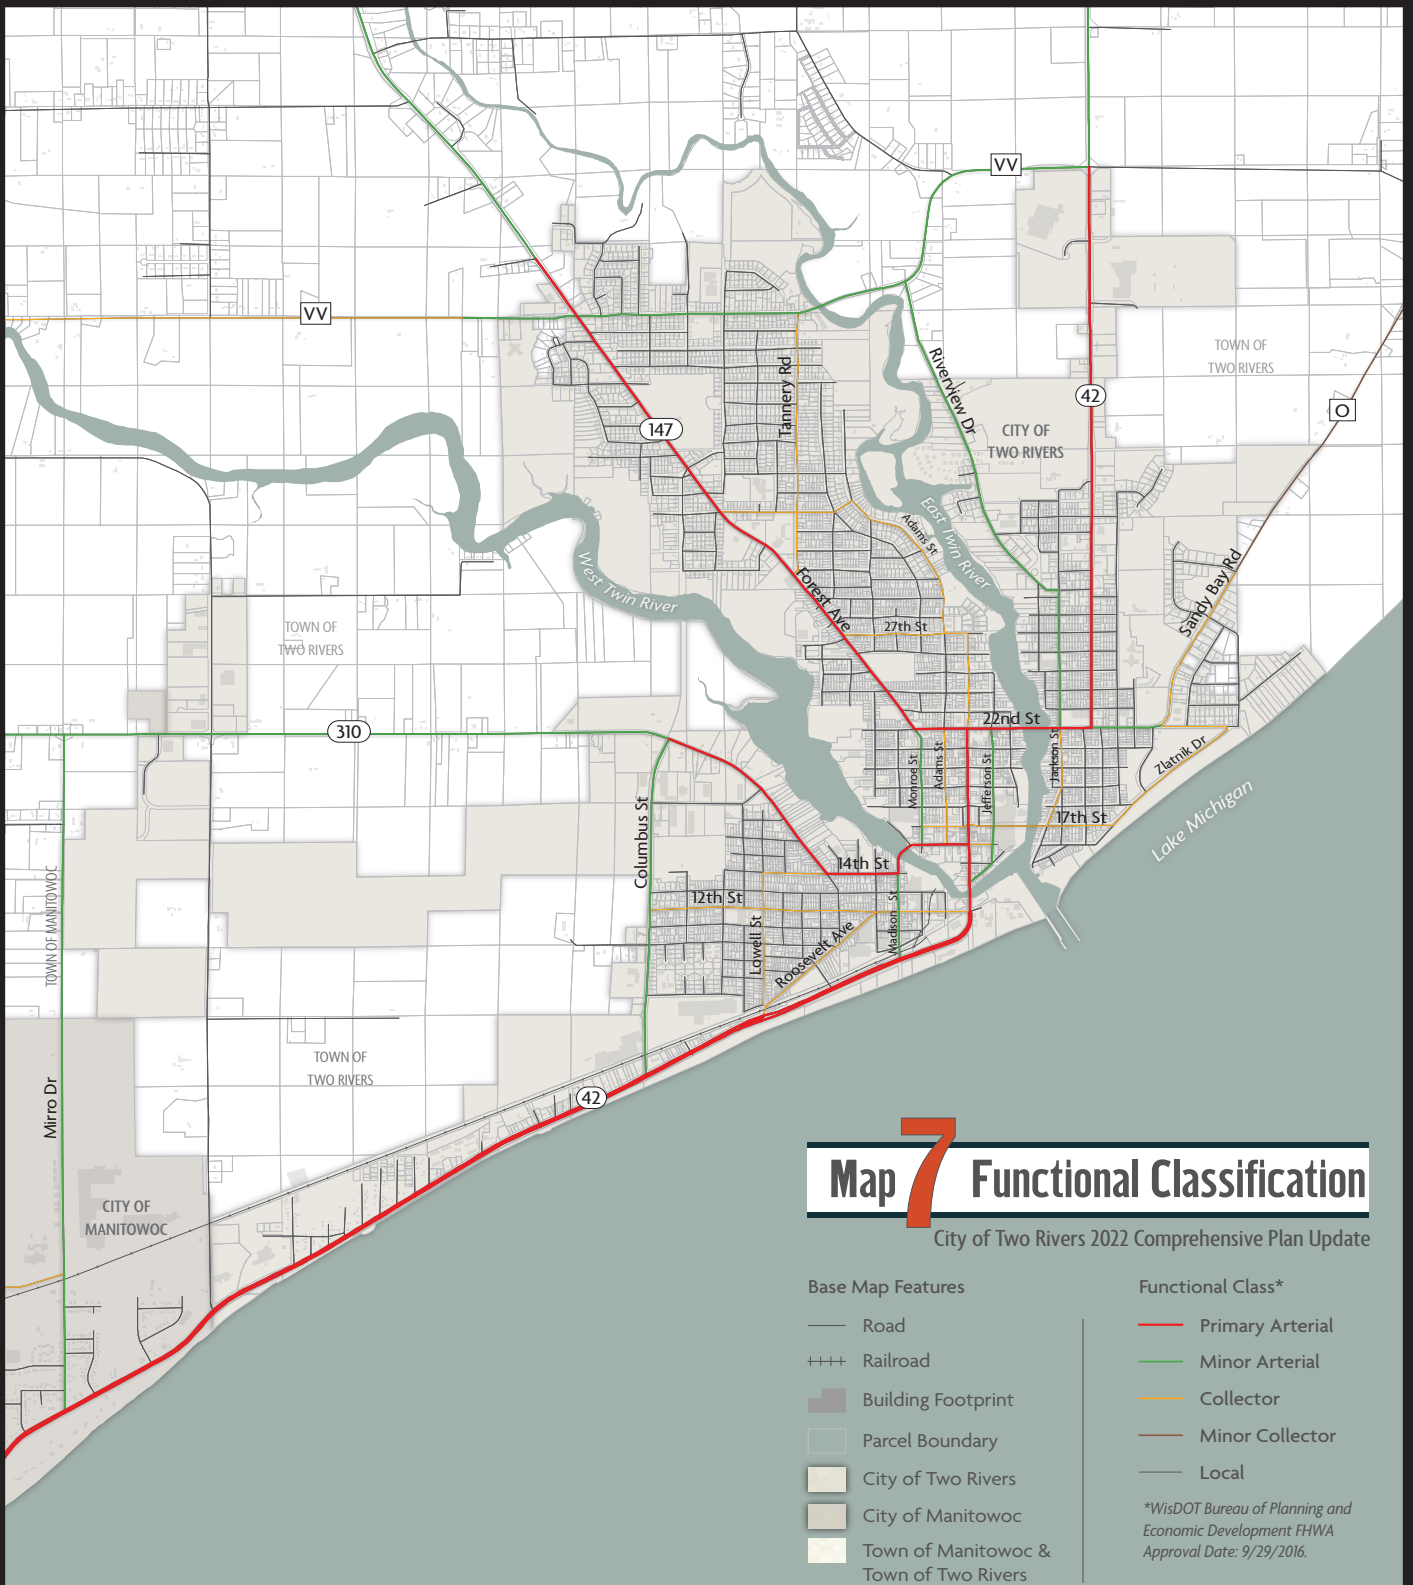 VV
VV
TOWN OF
TWO RIVERS
Tannery Rd
Riverview Dr
42
O
147
CITY OF
TWO RIVERS
East Twin River
Adams St
West Twin River
Forest Ave
Sandy Bay Rd
27th St
TOWN OF
TWO RIVERS
310
22nd St
Monroe St
Adams St
Jefferson St
Jackson St
Zlatnik Dr
17th St
Lake Michigan
Columbus St
14th St
12th St
Lowell St
Roosevelt Ave
Madison St
TOWN OF MANITOWOC
TOWN OF
TWO RIVERS
Mirro Dr
42
CITY OF
MANITOWOC
Map 7 Functional Classification
City of Two Rivers 2022 Comprehensive Plan Update
Base Map Features
Road
Railroad
Building Footprint
Parcel Boundary
City of Two Rivers
City of Manitowoc
Town of Manitowoc &
Town of Two Rivers
Functional Class*
Primary Arterial
Minor Arterial
Collector
Minor Collector
Local
*WisDOT Bureau of Planning and
Economic Development FHWA
Approval Date: 9/29/2016.